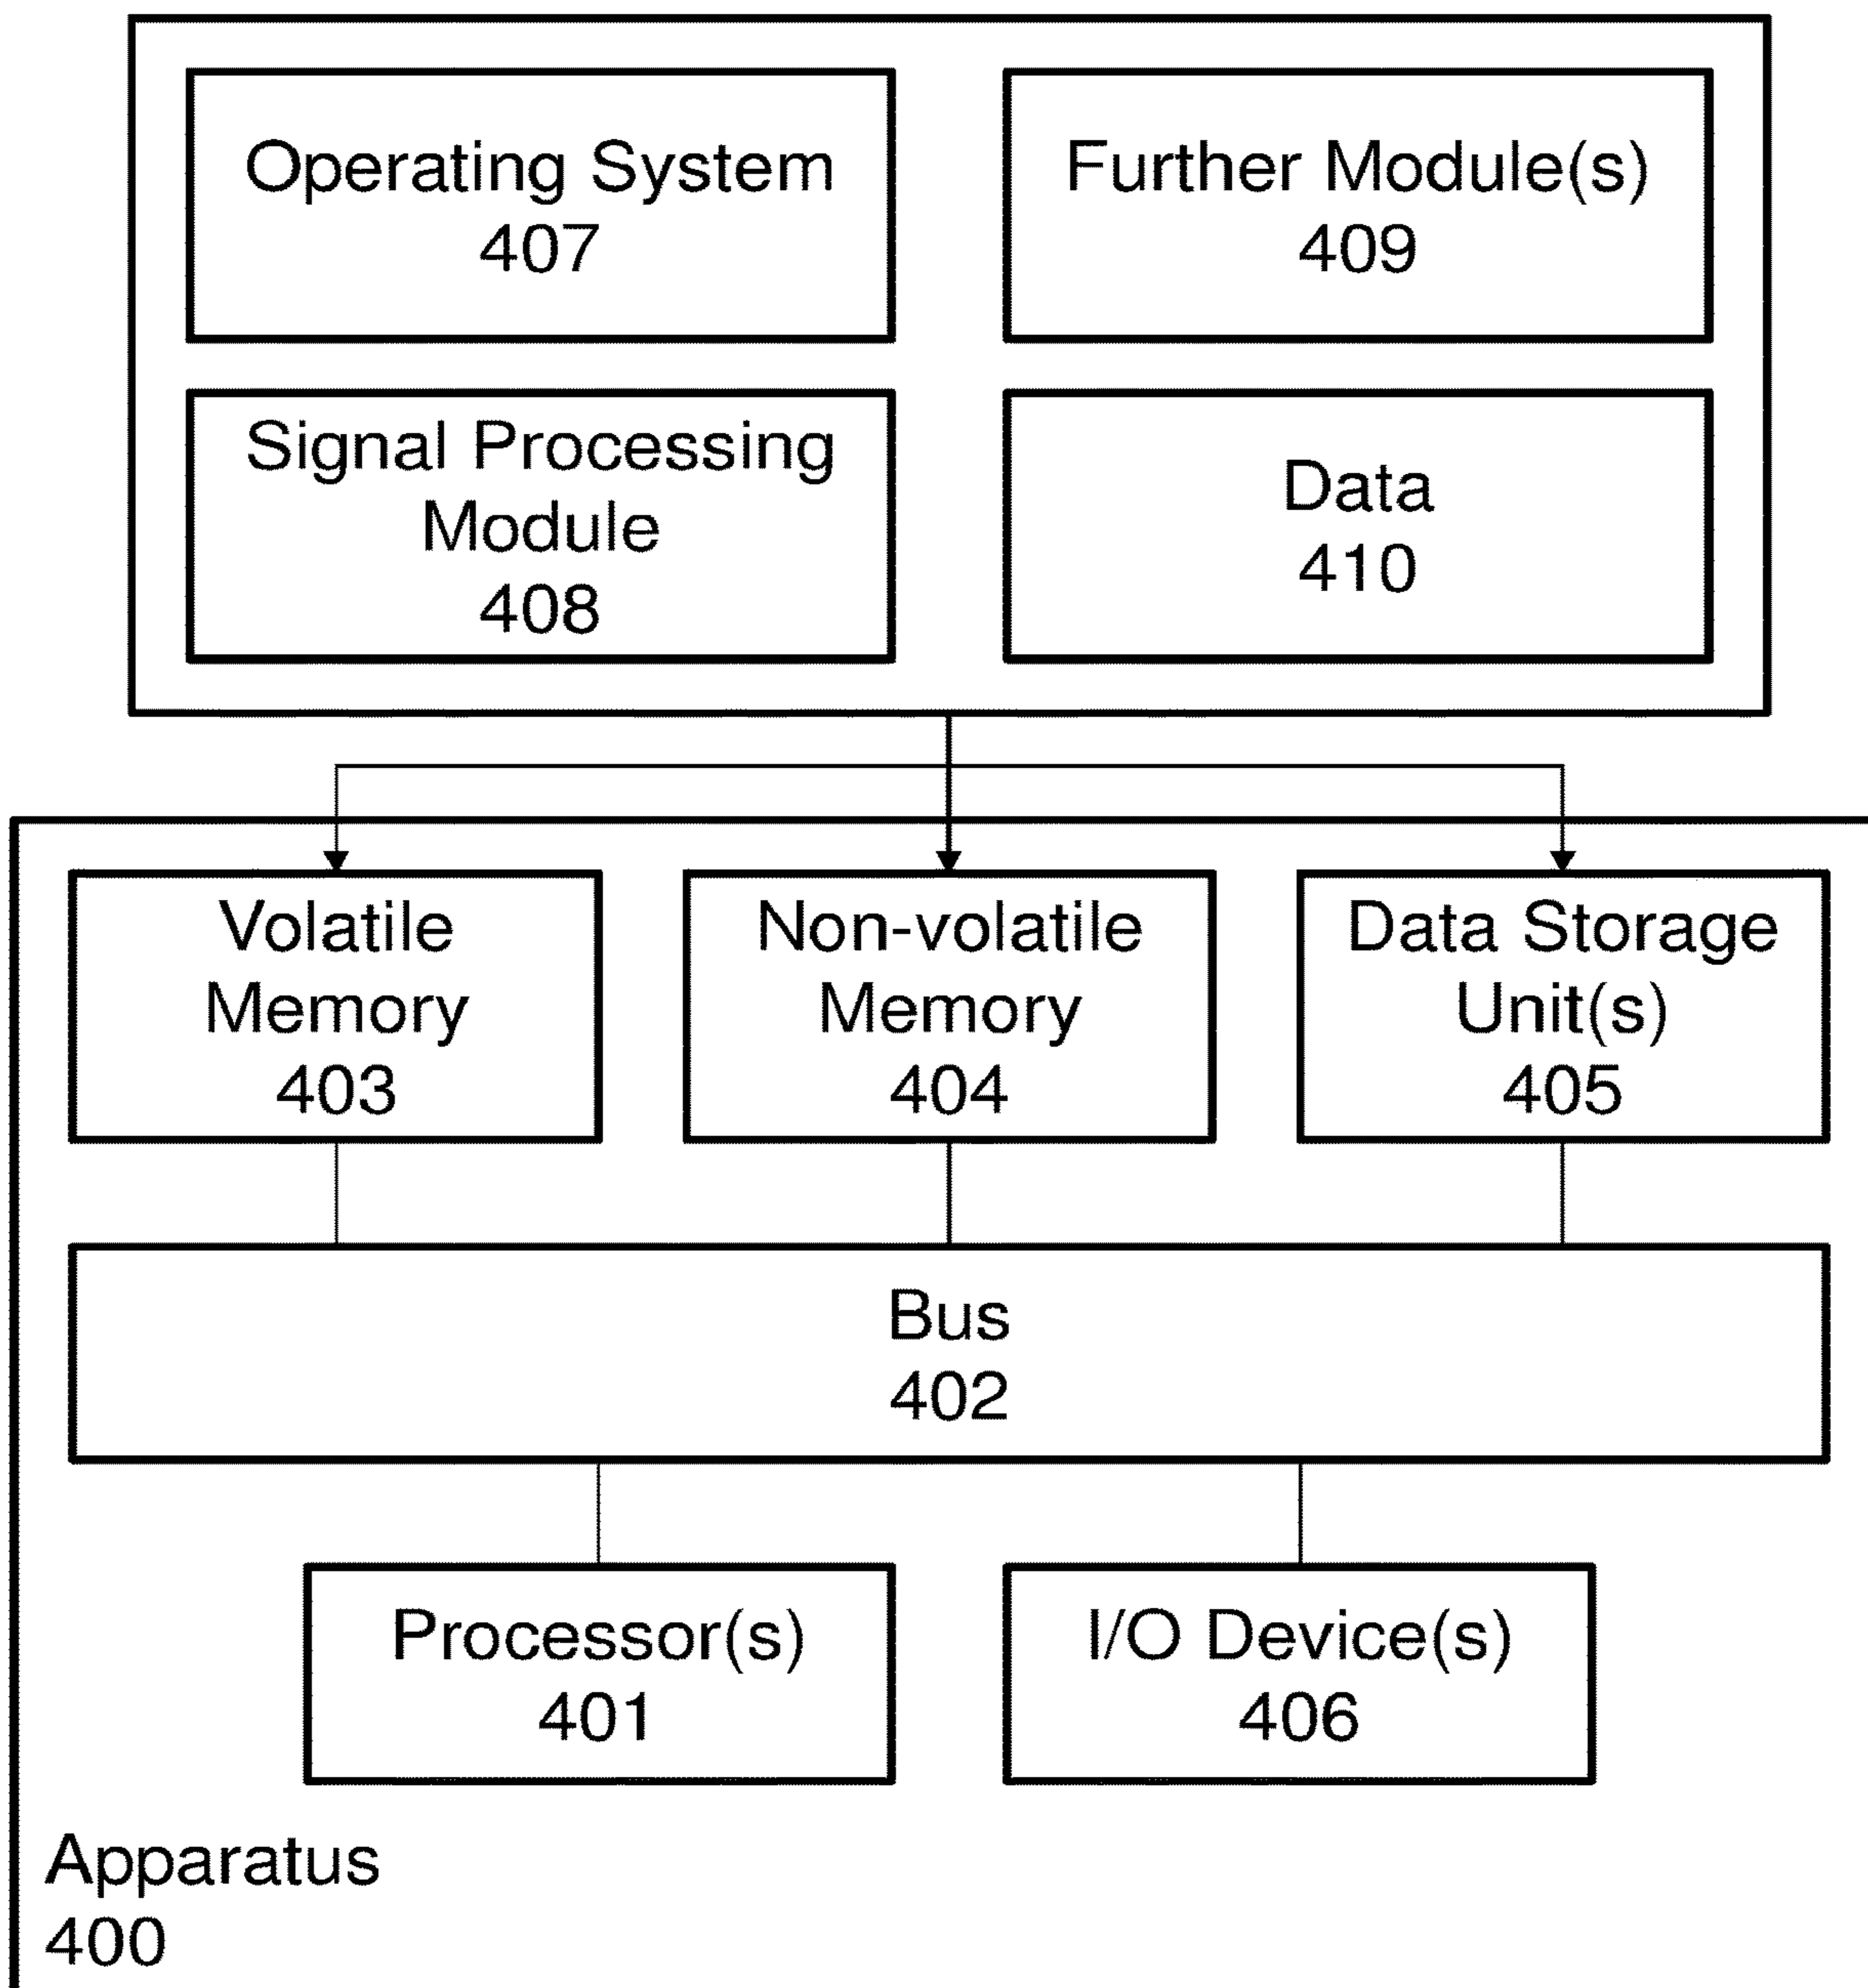 Operating System
407
Further Module(s)
409
Signal Processing
Module
408
Data
410
Volatile
Memory
403
Non-volatile
Memory
404
Data Storage
Unit(s)
405
Bus
402
Processor(s)
401
I/O Device(s)
406
Apparatus
400